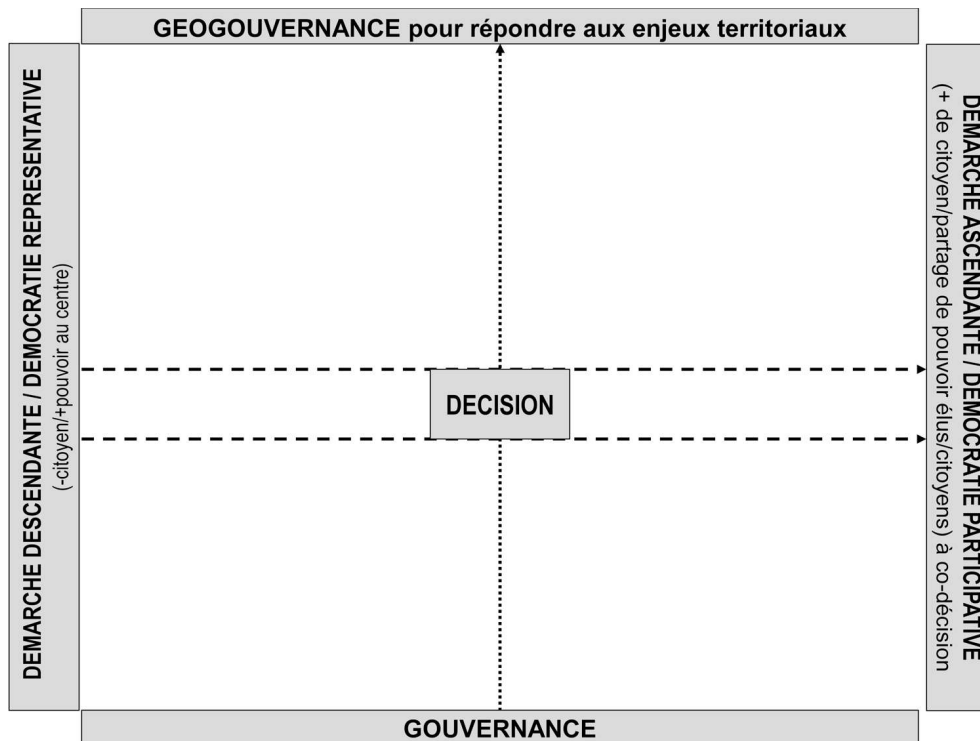 GEOGOUVERNANCE pour répondre aux enjeux territoriaux
DEMARCHE DESCENDANTE / DEMOCRATIE REPRESENTATIVE
(-citoyen/+pouvoir au centre)
DECISION
DEMARCHE ASCENDANTE / DEMOCRATIE PARTICIPATIVE
(+ de citoyen/partage de pouvoir élus/citoyens) à co-décision
GOUVERNANCE